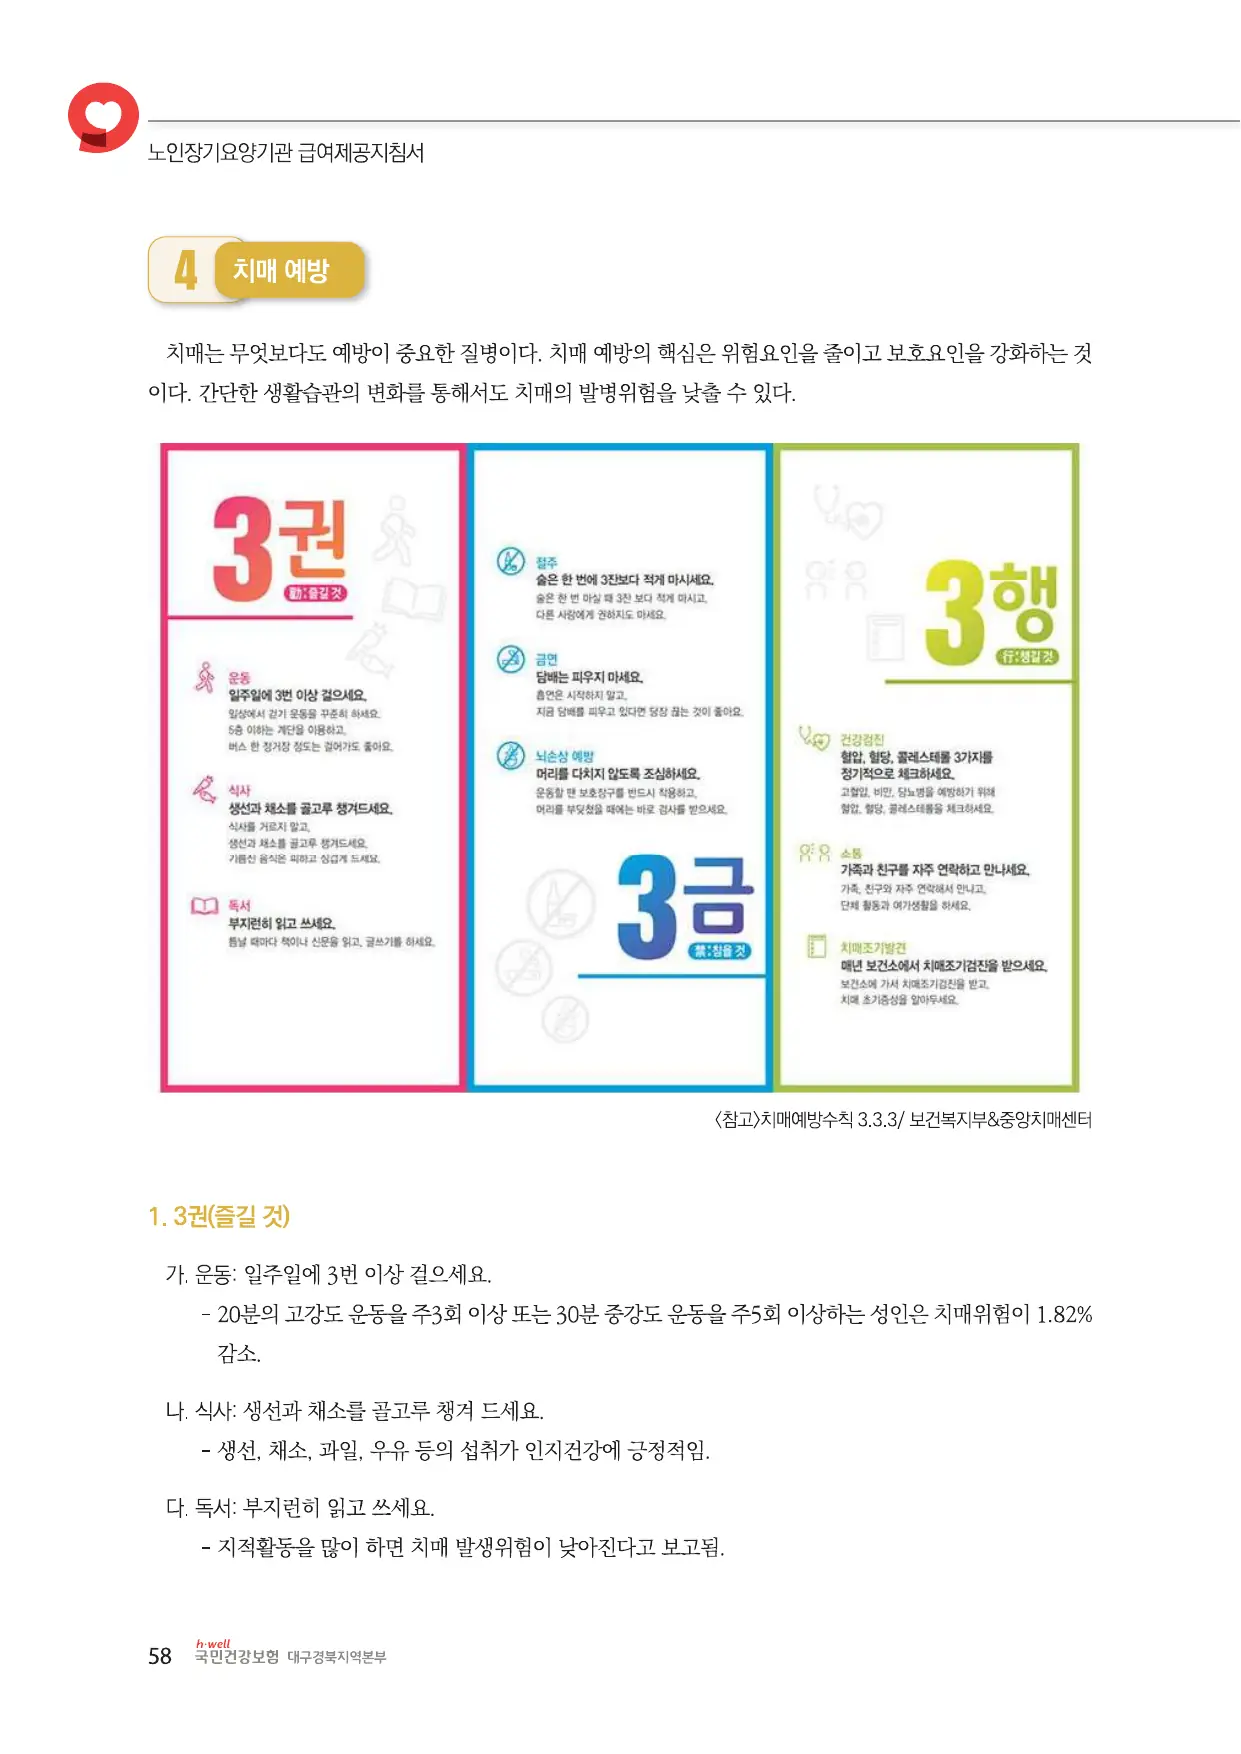 노인장기요양기관 급여제공지침서
4 치매 예방
치매는 무엇보다도 예방이 중요한 질병이다. 치매 예방의 핵심은 위험요인을 줄이고 보호요인을 강화하는 것
이다. 간단한 생활습관의 변화를 통해서도 치매의 발병위험을 낮출 수 있다.
3권
勸:즐길 것
운동
일주일에 3번 이상 걸으세요.
일상에서 걷기 운동을 꾸준히 하세요.
5층 이하는 계단을 이용하고,
버스 한 정거장 정도는 걸어가도 좋아요.
식사
생선과 채소를 골고루 챙겨드세요.
식사를 거르지 말고,
생선과 채소를 골고루 챙겨드세요.
기름진 음식은 피하고 싱겁게 드세요.
독서
부지런히 읽고 쓰세요.
틈날 때마다 책이나 신문을 읽고, 글쓰기를 하세요.
절주
술은 한 번에 3잔보다 적게 마시세요.
술은 한 번 마실 때 3잔 보다 적게 마시고,
다른 사람에게 권하지도 마세요.
금연
담배는 피우지 마세요.
흡연은 시작하지 말고,
지금 담배를 피우고 있다면 당장 끊는 것이 좋아요.
뇌손상 예방
머리를 다치지 않도록 조심하세요.
운동할 땐 보호장구를 반드시 착용하고,
머리를 부딪쳤을 때에는 바로 검사를 받으세요.
3금
禁:참을 것
3행
行:챙길 것
건강검진
혈압, 혈당, 콜레스테롤 3가지를
정기적으로 체크하세요.
고혈압, 비만, 당뇨병을 예방하기 위해
혈압, 혈당, 콜레스테롤을 체크하세요.
소통
가족과 친구를 자주 연락하고 만나세요.
가족, 친구와 자주 연락해서 만나고,
단체 활동과 여가생활을 하세요.
치매조기발견
매년 보건소에서 치매조기검진을 받으세요.
보건소에 가서 치매조기검진을 받고,
치매 초기증상을 알아두세요.
〈참고〉치매예방수칙 3.3.3/ 보건복지부&중앙치매센터
1. 3권(즐길 것)
가. 운동: 일주일에 3번 이상 걸으세요.
- 20분의 고강도 운동을 주3회 이상 또는 30분 중강도 운동을 주5회 이상하는 성인은 치매위험이 1.82%
감소.
나. 식사: 생선과 채소를 골고루 챙겨 드세요.
- 생선, 채소, 과일, 우유 등의 섭취가 인지건강에 긍정적임.
다. 독서: 부지런히 읽고 쓰세요.
- 지적활동을 많이 하면 치매 발생위험이 낮아진다고 보고됨.
58 h·well 국민건강보험 대구경북지역본부